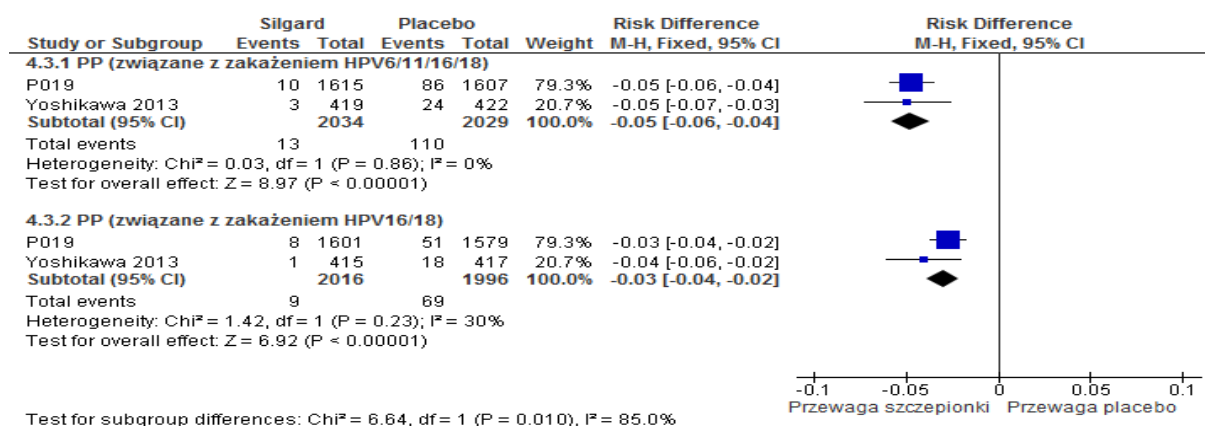 Silgard Placebo Risk Difference Risk Difference
Study or Subgroup Events Total Events Total Weight M-H, Fixed, 95% CI M-H, Fixed, 95% CI
4.3.1 PP (związane z zakażeniem HPV6/11/16/18)
P019 10 1615 86 1607 79.3% -0.05 [-0.06, -0.04]
Yoshikawa 2013 3 419 24 422 20.7% -0.05 [-0.07, -0.03]
Subtotal (95% CI) 2034 2029 100.0% -0.05 [-0.06, -0.04]
Total events 13 110
Heterogeneity: Chi² = 0.03, df = 1 (P = 0.86); I² = 0%
Test for overall effect: Z = 8.97 (P < 0.00001)
4.3.2 PP (związane z zakażeniem HPV16/18)
P019 8 1601 51 1579 79.3% -0.03 [-0.04, -0.02]
Yoshikawa 2013 1 415 18 417 20.7% -0.04 [-0.06, -0.02]
Subtotal (95% CI) 2016 1996 100.0% -0.03 [-0.04, -0.02]
Total events 9 69
Heterogeneity: Chi² = 1.42, df = 1 (P = 0.23); I² = 30%
Test for overall effect: Z = 6.92 (P < 0.00001)
-0.1 -0.05 0 0.05 0.1
Przewaga szczepionki Przewaga placebo
Test for subgroup differences: Chi² = 6.64, df = 1 (P = 0.010), I² = 85.0%